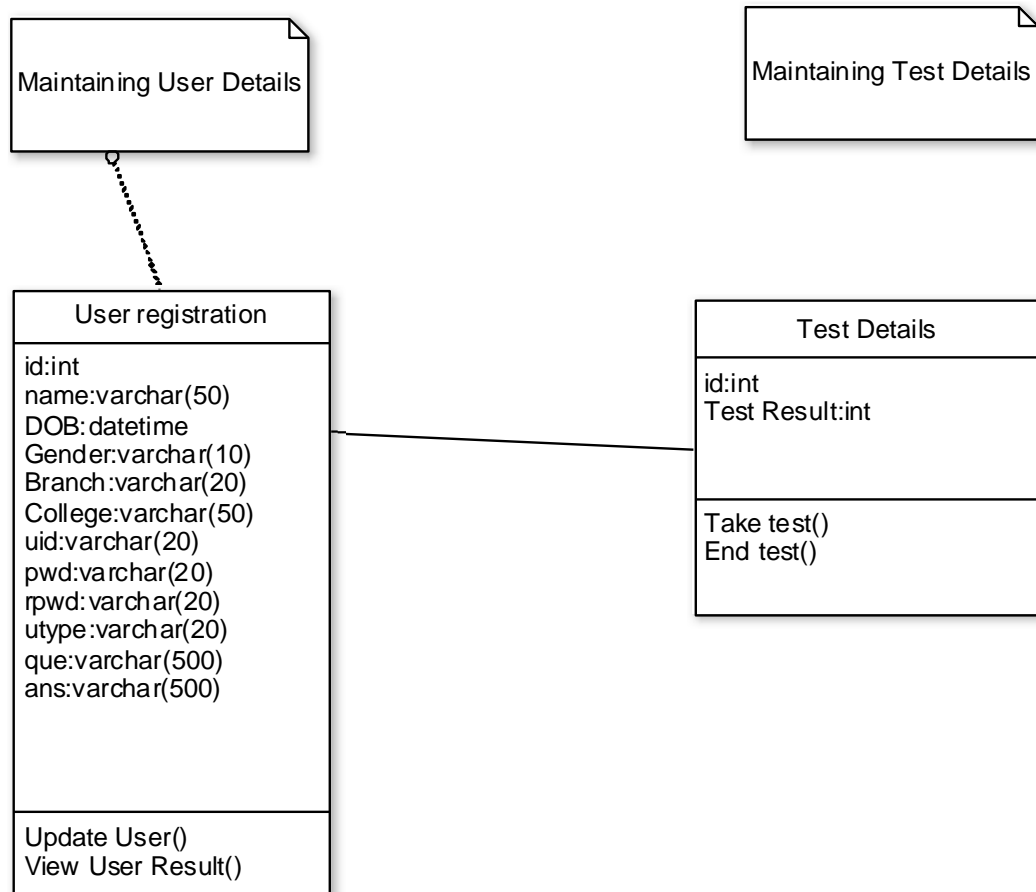 Maintaining User Details
Maintaining Test Details
User registration
id:int
name:varchar(50)
DOB:datetime
Gender:varchar(10)
Branch:varchar(20)
College:varchar(50)
uid:varchar(20)
pwd:varchar(20)
rpwd:varchar(20)
utype:varchar(20)
que:varchar(500)
ans:varchar(500)
Update User()
View User Result()
Test Details
id:int
Test Result:int
Take test()
End test()